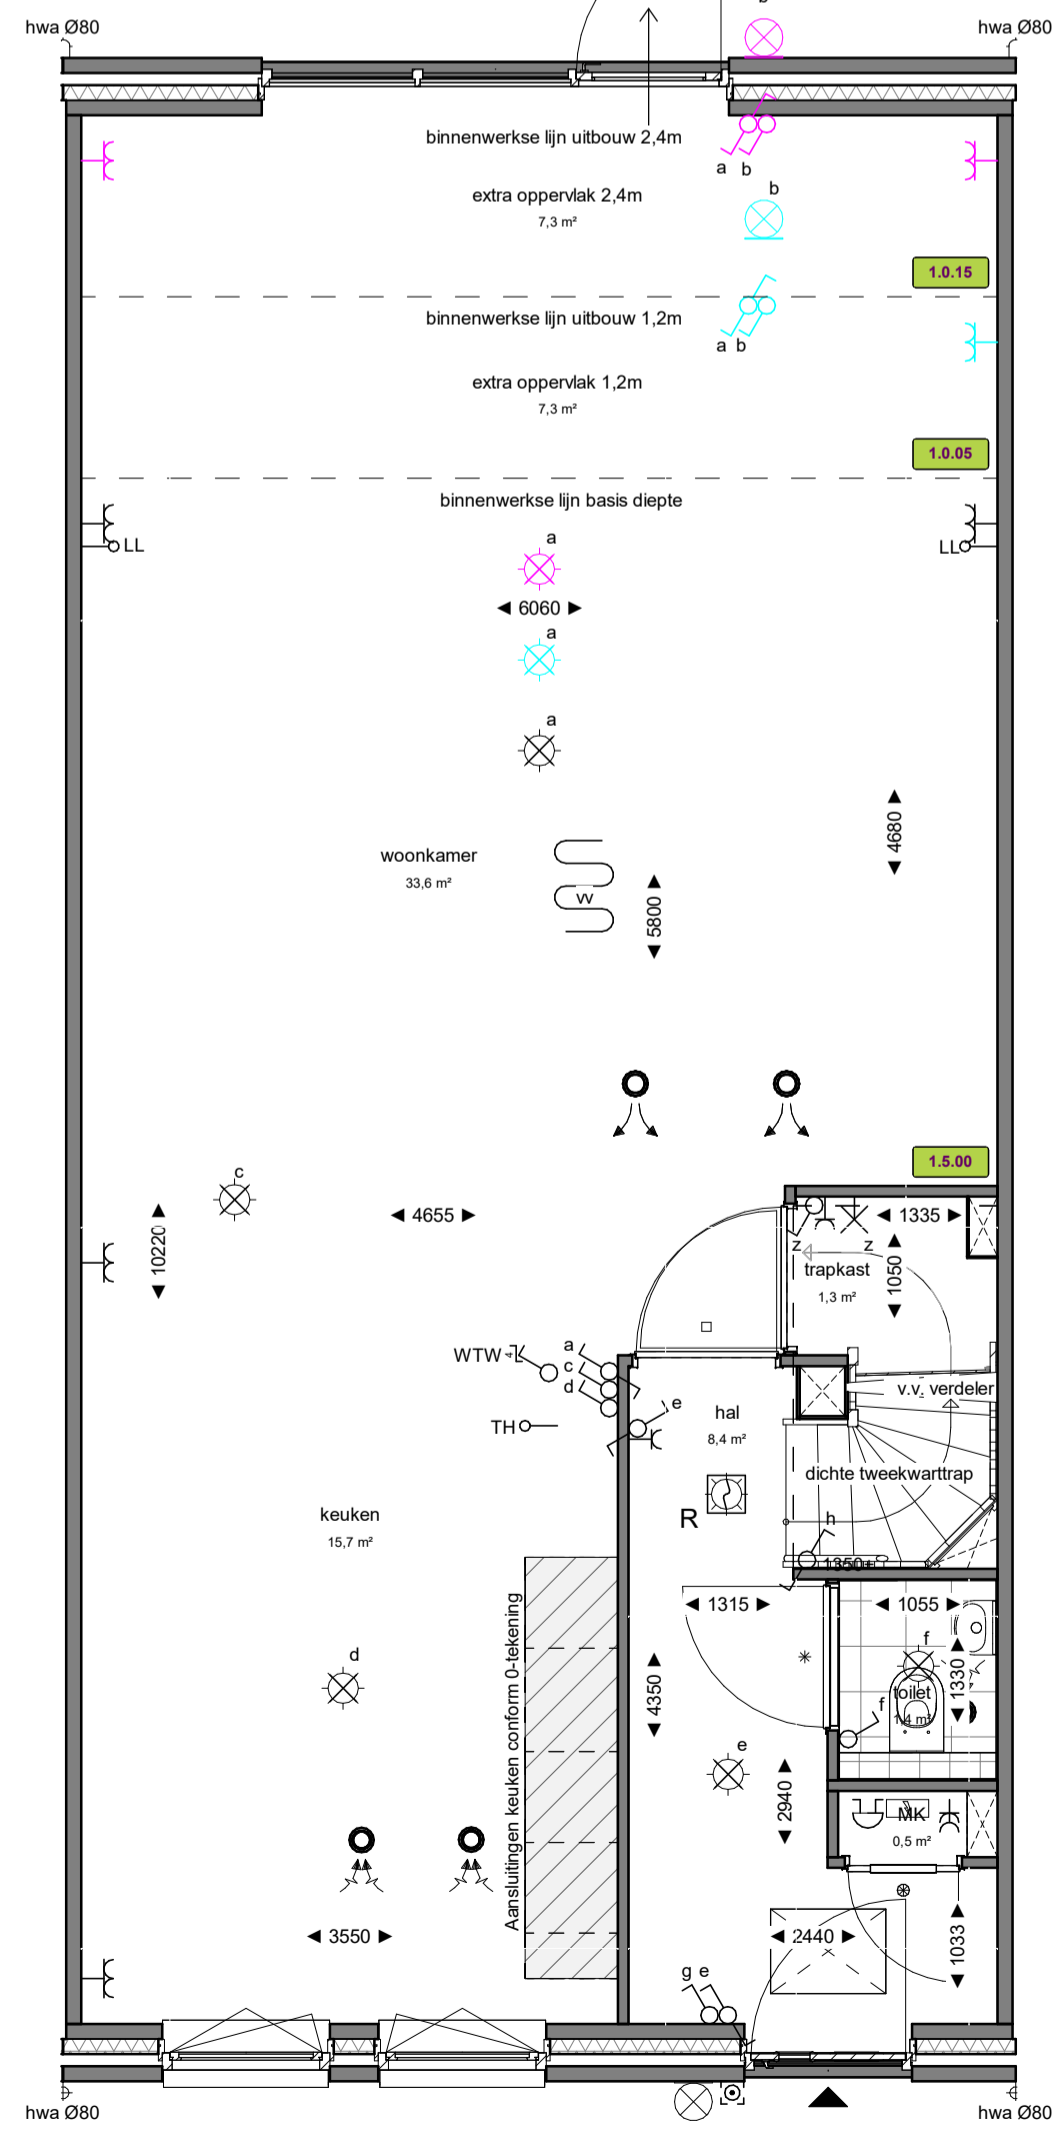 hwa Ø80
hwa Ø80
b
binnenwerkse lijn uitbouw 2,4m
a b
extra oppervlak 2,4m
7,3 m²
b
1.0.15
binnenwerkse lijn uitbouw 1,2m
a b
extra oppervlak 1,2m
7,3 m²
1.0.05
binnenwerkse lijn basis diepte
LL
LL
a
6060
a
a
4680
woonkamer
33,6 m²
VV
5800
1.5.00
c
4655
10220
1335
z
z
1050
trapkast
1,3 m²
WTW
a
c
d
v.v. verdeler
TH
e
hal
8,4 m²
dichte tweekwarttrap
R
keuken
15,7 m²
h
1350+
Aansluitingen keuken conform 0-tekening
1315
1055
f
1330
d
4350
toilet
1,4 m²
f
e
2940
MK
0,5 m²
3550
2440
1033
g e
hwa Ø80
hwa Ø80